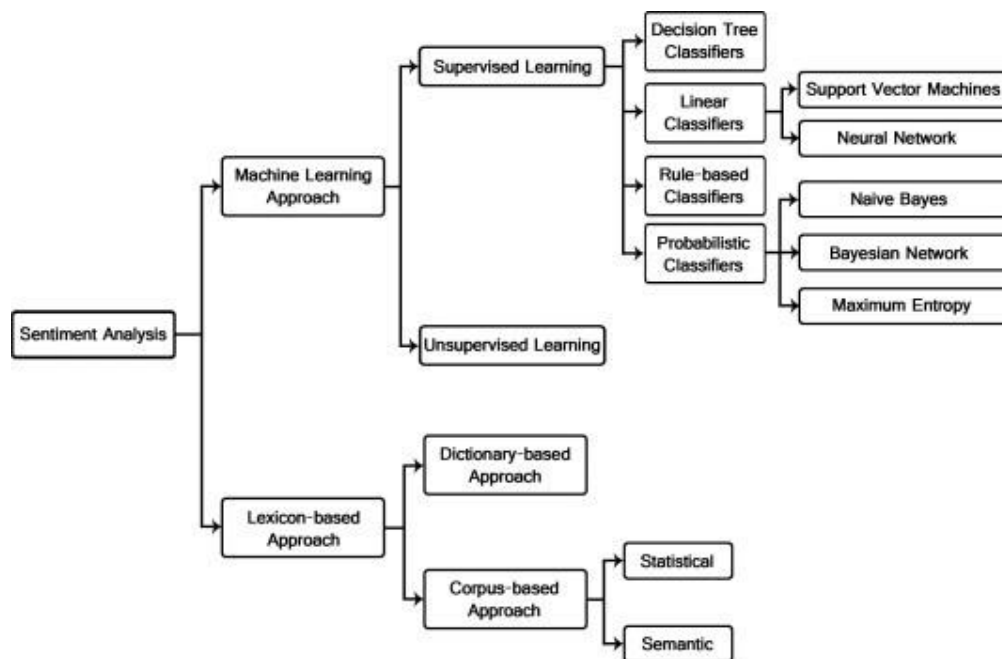 Decision Tree
Classifiers
Supervised Learning
Support Vector Machines
Linear
Classifiers
Neural Network
Machine Learning
Approach
Rule-based
Classifiers
Naive Bayes
Probabilistic
Classifiers
Bayesian Network
Maximum Entropy
Sentiment Analysis
Unsupervised Learning
Dictionary-based
Approach
Lexicon-based
Approach
Statistical
Corpus-based
Approach
Semantic